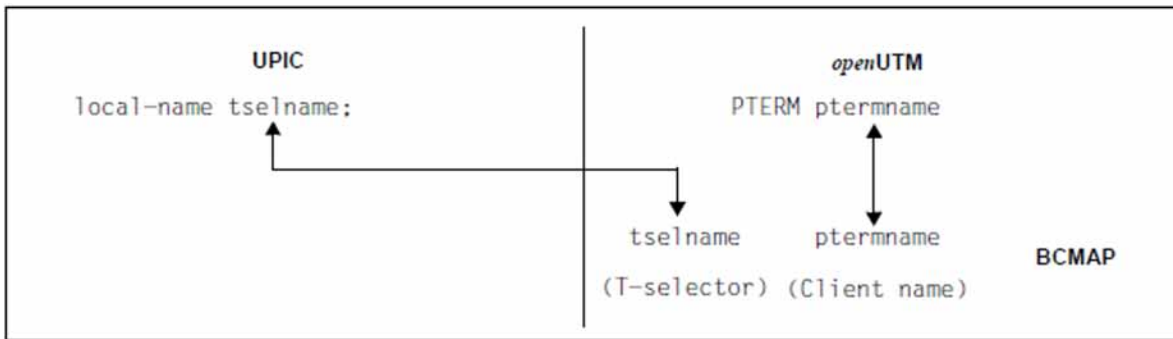 UPIC
local-name tselname;
openUTM
PTERM ptermname
tselname ptermname
(T-selector) (Client name)
BCMAP